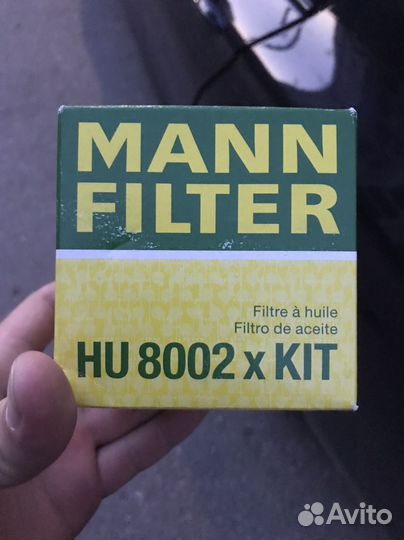 MANN
FILTER
Filtre à huile
Filtro de aceite
HU 8002 x KIT
Avito